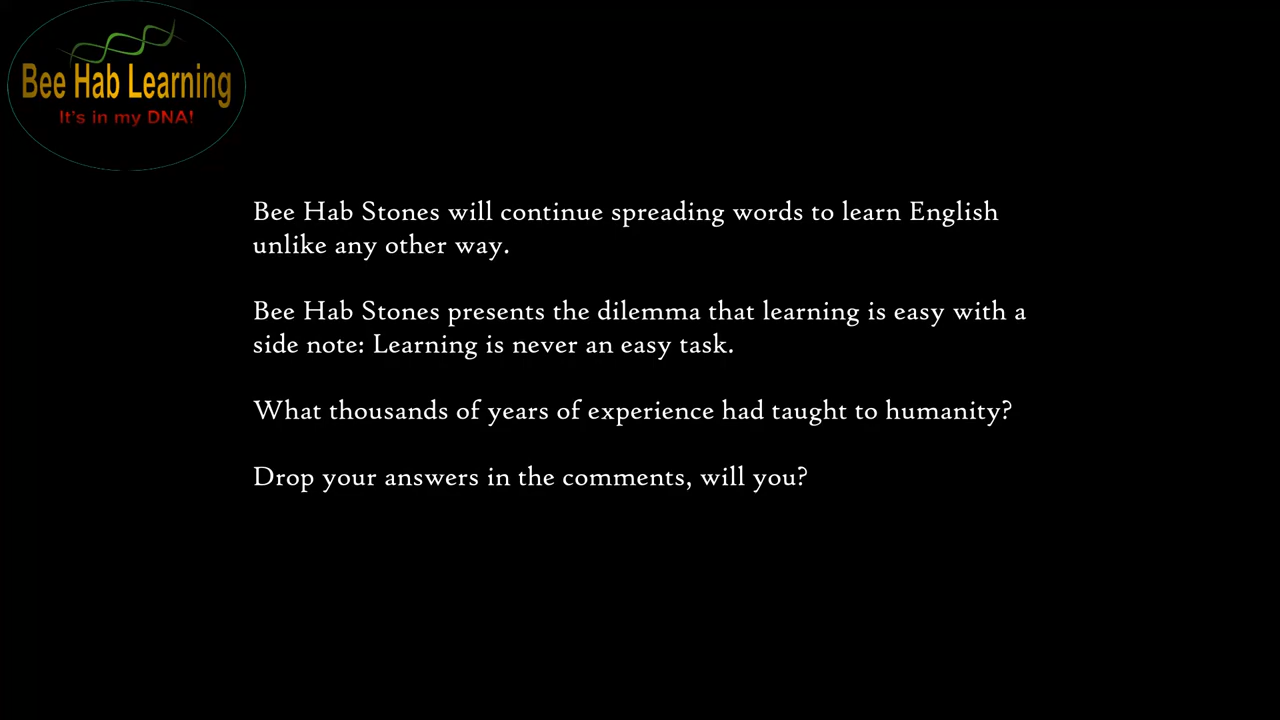 Bee Hab Learning
It's in my DNA!
Bee Hab Stones will continue spreading words to learn English
unlike any other way.
Bee Hab Stones presents the dilemma that learning is easy with a
side note: Learning is never an easy task.
What thousands of years of experience had taught to humanity?
Drop your answers in the comments, will you?